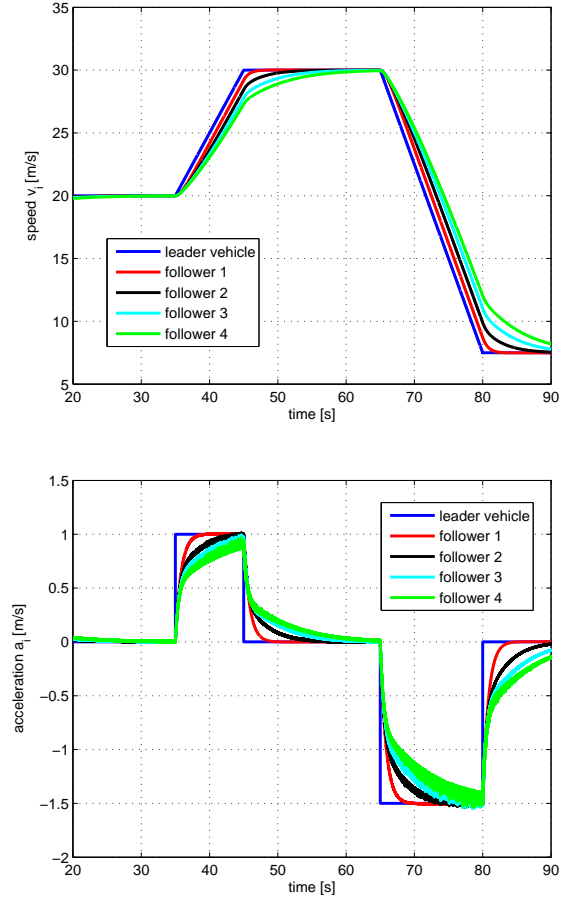 35
30
25
20
15
10
5
speed v_i [m/s]
leader vehicle
follower 1
follower 2
follower 3
follower 4
20 30 40 50 60 70 80 90
time [s]
1.5
1
0.5
0
−0.5
−1
−1.5
−2
acceleration a_i [m/s]
leader vehicle
follower 1
follower 2
follower 3
follower 4
20 30 40 50 60 70 80 90
time [s]